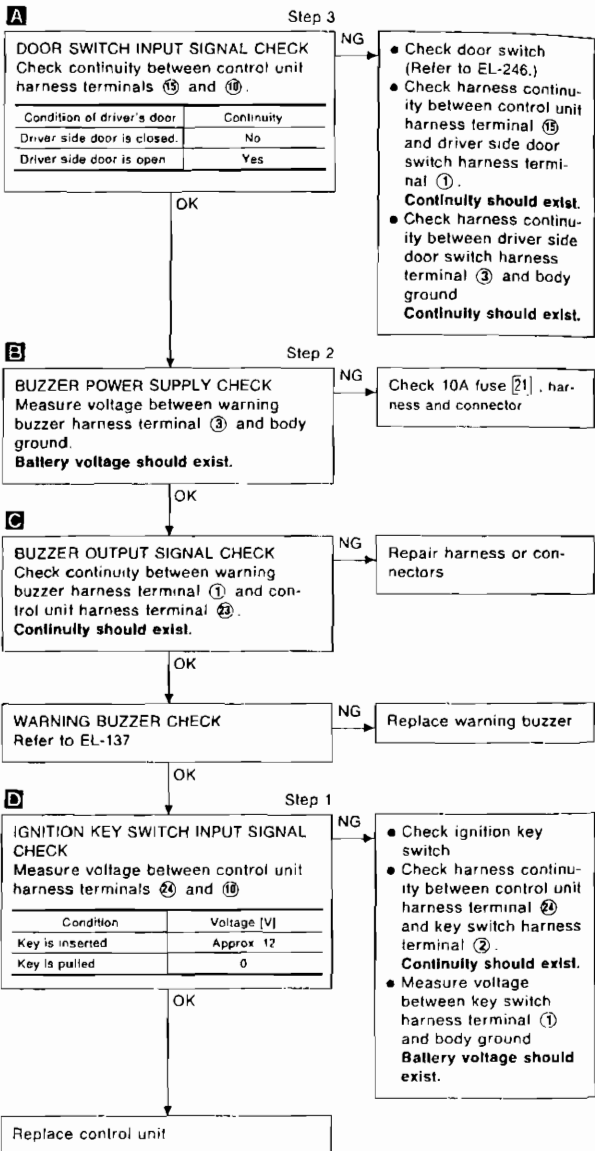 A
Step 3
DOOR SWITCH INPUT SIGNAL CHECK
Check continuity between control unit
harness terminals ⑮ and ⑩.
Condition of driver's door Continuity
Driver side door is closed. No
Driver side door is open Yes
NG
● Check door switch
(Refer to EL-246.)
● Check harness continu-
ity between control unit
harness terminal ⑮
and driver side door
switch harness termi-
nal ①.
Continuity should exist.
● Check harness continu-
ity between driver side
door switch harness
terminal ③ and body
ground
Continuity should exist.
OK
B
Step 2
BUZZER POWER SUPPLY CHECK
Measure voltage between warning
buzzer harness terminal ③ and body
ground.
Battery voltage should exist.
NG
Check 10A fuse 21, har-
ness and connector
OK
C
BUZZER OUTPUT SIGNAL CHECK
Check continuity between warning
buzzer harness terminal ① and con-
trol unit harness terminal ㉓.
Continuity should exist.
NG
Repair harness or con-
nectors
OK
WARNING BUZZER CHECK
Refer to EL-137
NG
Replace warning buzzer
OK
D
Step 1
IGNITION KEY SWITCH INPUT SIGNAL
CHECK
Measure voltage between control unit
harness terminals ㉔ and ⑩
Condition Voltage [V]
Key is inserted Approx 12
Key is pulled 0
NG
● Check ignition key
switch
● Check harness continu-
ity between control unit
harness terminal ㉔
and key switch harness
terminal ②.
Continuity should exist.
● Measure voltage
between key switch
harness terminal ①
and body ground
Battery voltage should
exist.
OK
Replace control unit